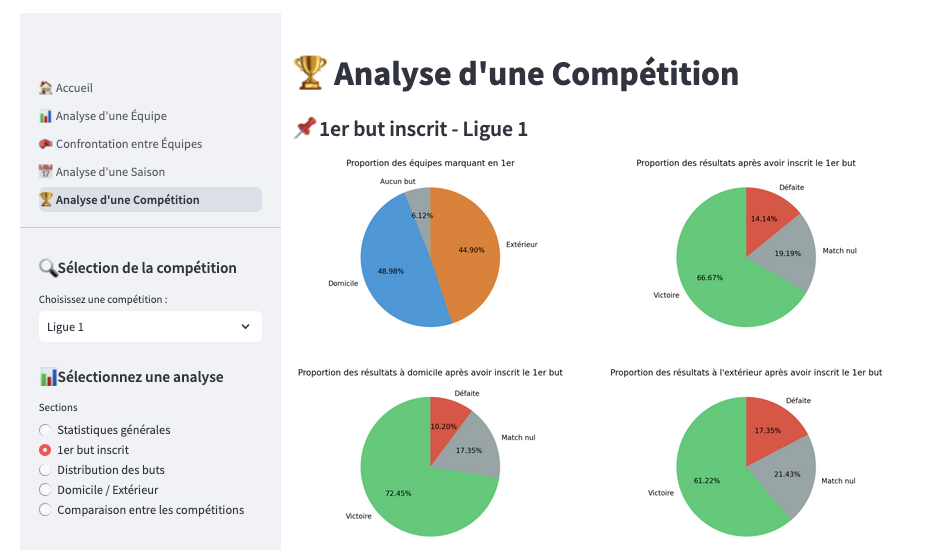 Accueil
Analyse d'une Équipe
Confrontation entre Équipes
Analyse d'une Saison
Analyse d'une Compétition
Sélection de la compétition
Choisissez une compétition :
Ligue 1
Sélectionnez une analyse
Sections
Statistiques générales
1er but inscrit
Distribution des buts
Domicile / Extérieur
Comparaison entre les compétitions
Analyse d'une Compétition
1er but inscrit - Ligue 1
Proportion des équipes marquant en 1er
Aucun but
6.12%
44.90%
Extérieur
48.98%
Domicile
Proportion des résultats après avoir inscrit le 1er but
Défaite
14.14%
19.19%
Match nul
66.67%
Victoire
Proportion des résultats à domicile après avoir inscrit le 1er but
Défaite
10.20%
Match nul
17.35%
72.45%
Victoire
Proportion des résultats à l'extérieur après avoir inscrit le 1er but
Défaite
17.35%
21.43%
Match nul
61.22%
Victoire